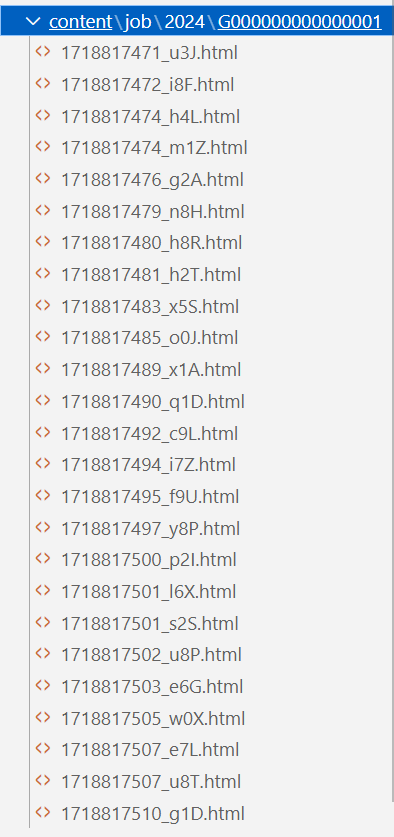 content\job\2024\G000000000000001
1718817471_u3J.html
1718817472_i8F.html
1718817474_h4L.html
1718817474_m1Z.html
1718817476_g2A.html
1718817479_n8H.html
1718817480_h8R.html
1718817481_h2T.html
1718817483_x5S.html
1718817485_o0J.html
1718817489_x1A.html
1718817490_q1D.html
1718817492_c9L.html
1718817494_i7Z.html
1718817495_f9U.html
1718817497_y8P.html
1718817500_p2I.html
1718817501_l6X.html
1718817501_s2S.html
1718817502_u8P.html
1718817503_e6G.html
1718817505_w0X.html
1718817507_e7L.html
1718817507_u8T.html
1718817510_g1D.html